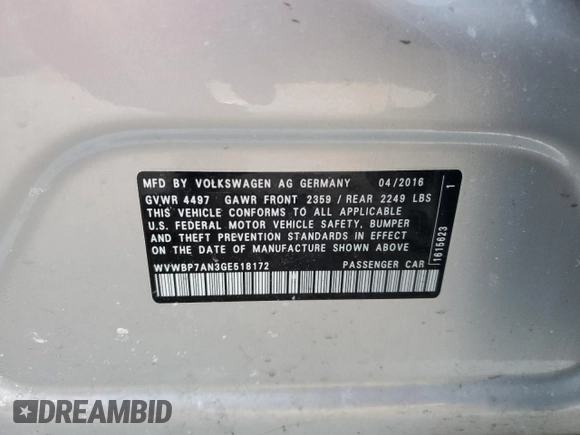 MFD BY VOLKSWAGEN AG GERMANY 04/2016
GVWR 4497 GAWR FRONT 2359 / REAR 2249 LBS
THIS VEHICLE CONFORMS TO ALL APPLICABLE
U.S. FEDERAL MOTOR VEHICLE SAFETY, BUMPER
AND THEFT PREVENTION STANDARDS IN EFFECT
ON THE DATE OF MANUFACTURE SHOWN ABOVE
WVWBP7AN3GE518172 PASSENGER CAR
1615623 1
DREAMBID